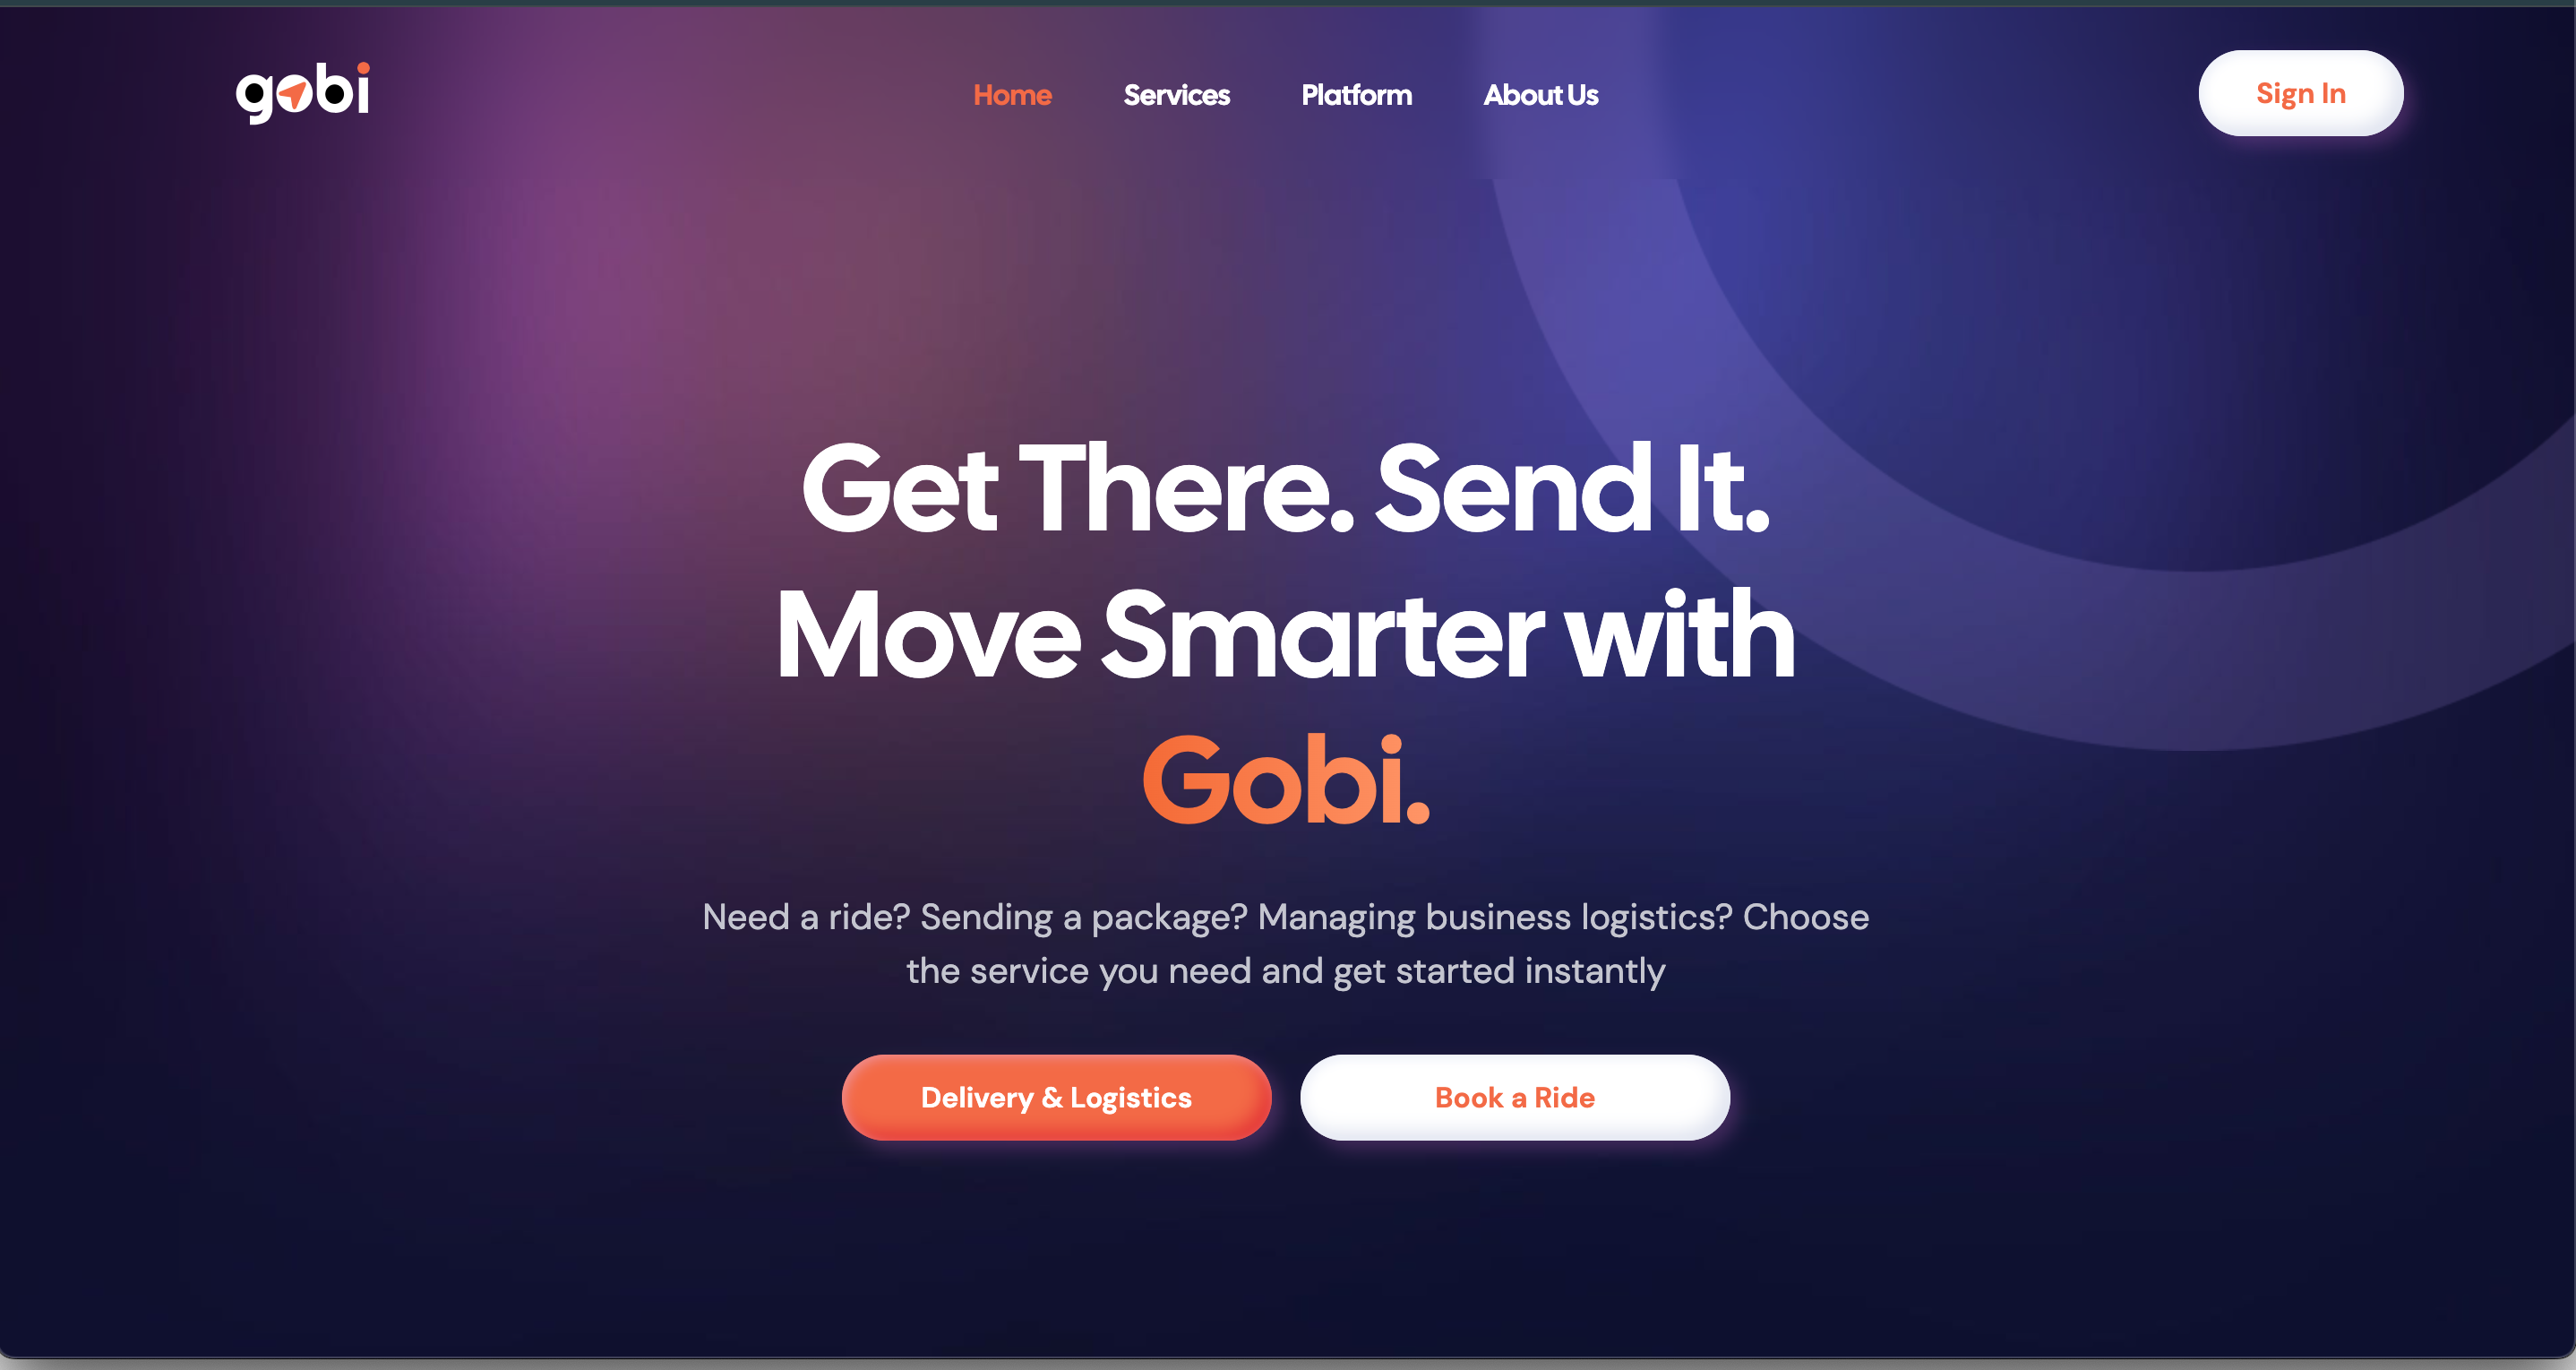 gobi
Home Services Platform About Us
Sign In
Get There. Send It.
Move Smarter with
Gobi.
Need a ride? Sending a package? Managing business logistics? Choose
the service you need and get started instantly
Delivery & Logistics
Book a Ride